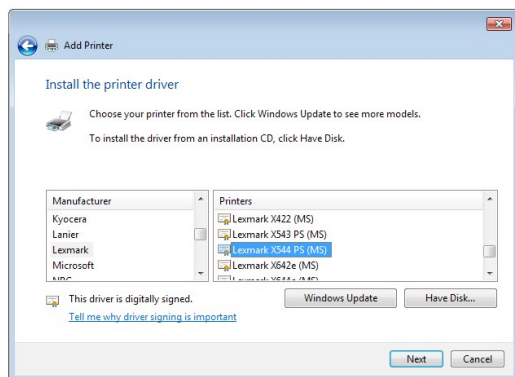 Add Printer
Install the printer driver
Choose your printer from the list. Click Windows Update to see more models.
To install the driver from an installation CD, click Have Disk.
Manufacturer
Kyocera
Lanier
Lexmark
Microsoft
Printers
Lexmark X422 (MS)
Lexmark X543 PS (MS)
Lexmark X544 PS (MS)
Lexmark X642e (MS)
This driver is digitally signed.
Tell me why driver signing is important
Windows Update
Have Disk...
Next
Cancel